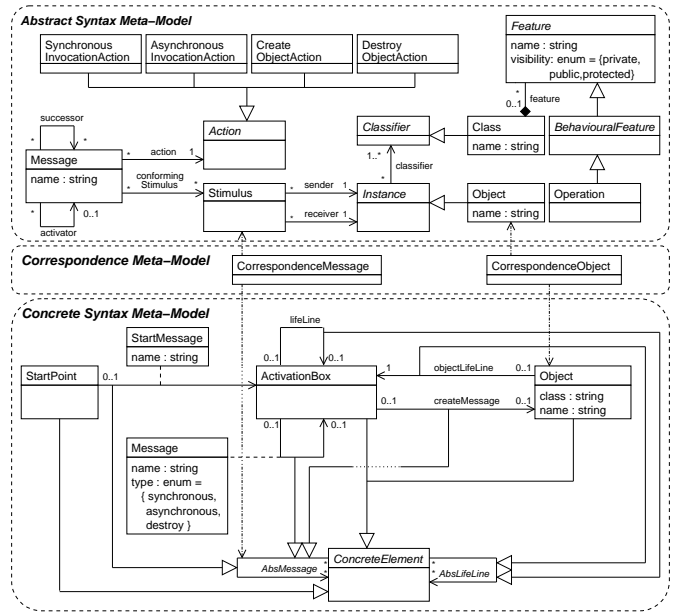 Abstract Syntax Meta–Model
Synchronous
InvocationAction
Asynchronous
InvocationAction
Create
ObjectAction
Destroy
ObjectAction
Feature
name : string
visibility: enum = {private,
public,protected}
successor
*
*
Message
name : string
*
action
1
Action
Classifier
Class
name : string
*
0..1
feature
BehaviouralFeature
1..*
classifier
*
conforming
Stimulus
*
*
Stimulus
*
sender
1
*
receiver
1
Instance
Object
name : string
Operation
*
0..1
activator
Correspondence Meta–Model
CorrespondenceMessage
CorrespondenceObject
Concrete Syntax Meta–Model
lifeLine
StartMessage
name : string
0..1
0..1
StartPoint
0..1
ActivationBox
1
objectLifeLine
0..1
Object
class : string
name : string
0..1
createMessage
0..1
0..1
0..1
Message
name : string
type : enum =
{ synchronous,
asynchronous,
destroy }
AbsMessage
*
*
ConcreteElement
*
*
AbsLifeLine